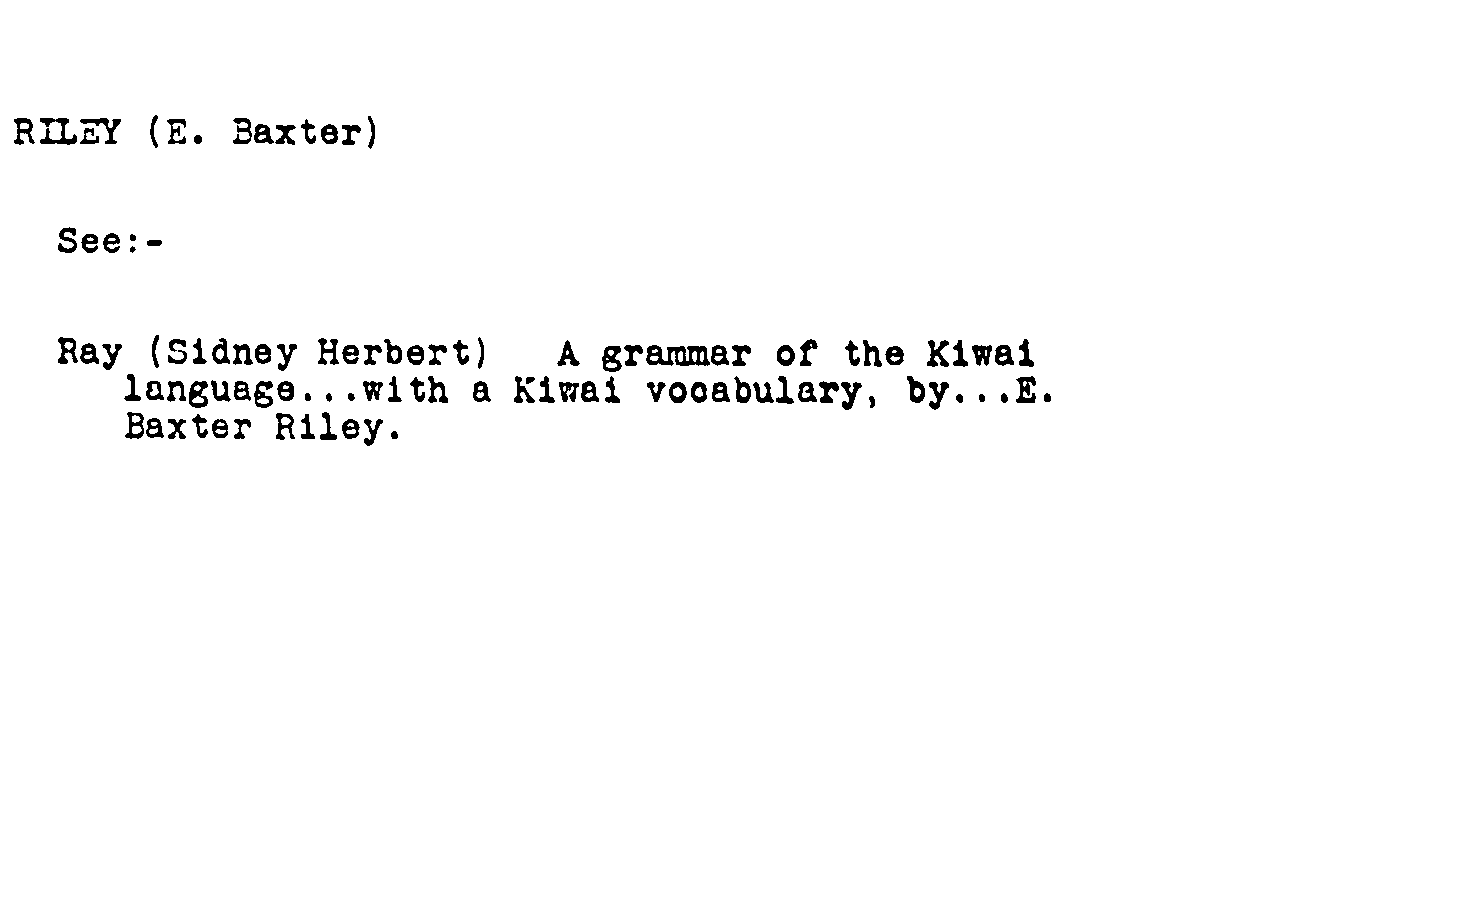 RILEY (E. Baxter)
See:-
Ray (Sidney Herbert) A grammar of the Kiwai
language...with a Kiwai vocabulary, by...E.
Baxter Riley.